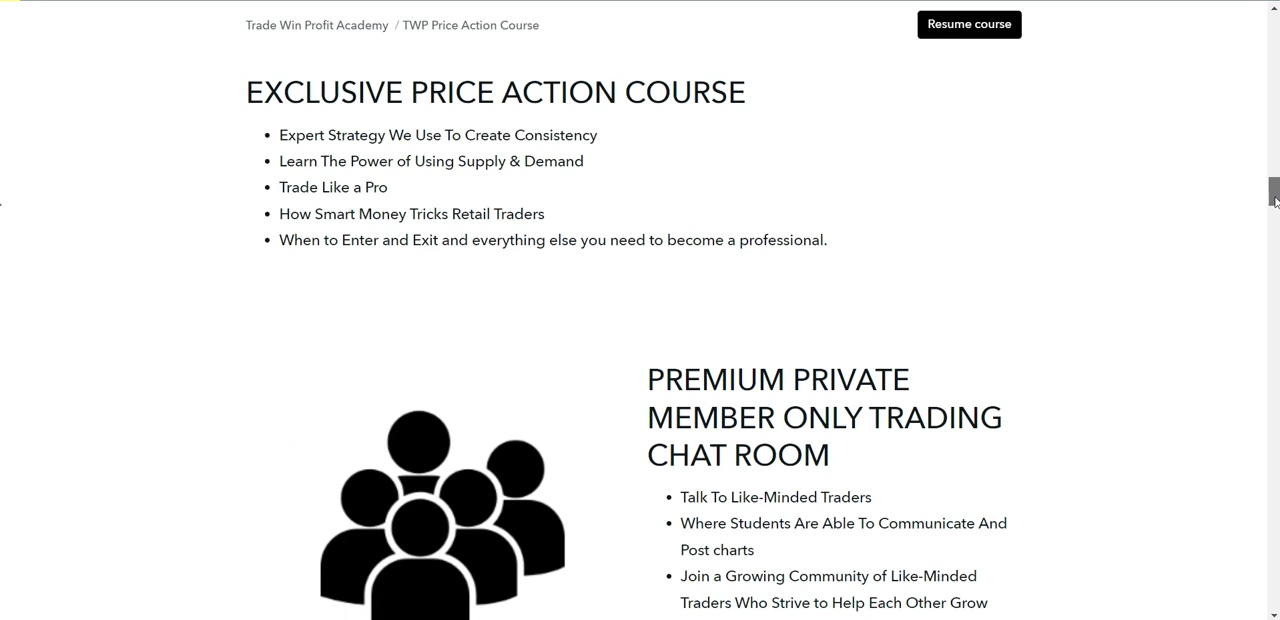 Trade Win Profit Academy / TWP Price Action Course
Resume course
EXCLUSIVE PRICE ACTION COURSE
• Expert Strategy We Use To Create Consistency
• Learn The Power of Using Supply & Demand
• Trade Like a Pro
• How Smart Money Tricks Retail Traders
• When to Enter and Exit and everything else you need to become a professional.
PREMIUM PRIVATE
MEMBER ONLY TRADING
CHAT ROOM
• Talk To Like-Minded Traders
• Where Students Are Able To Communicate And
Post charts
• Join a Growing Community of Like-Minded
Traders Who Strive to Help Each Other Grow